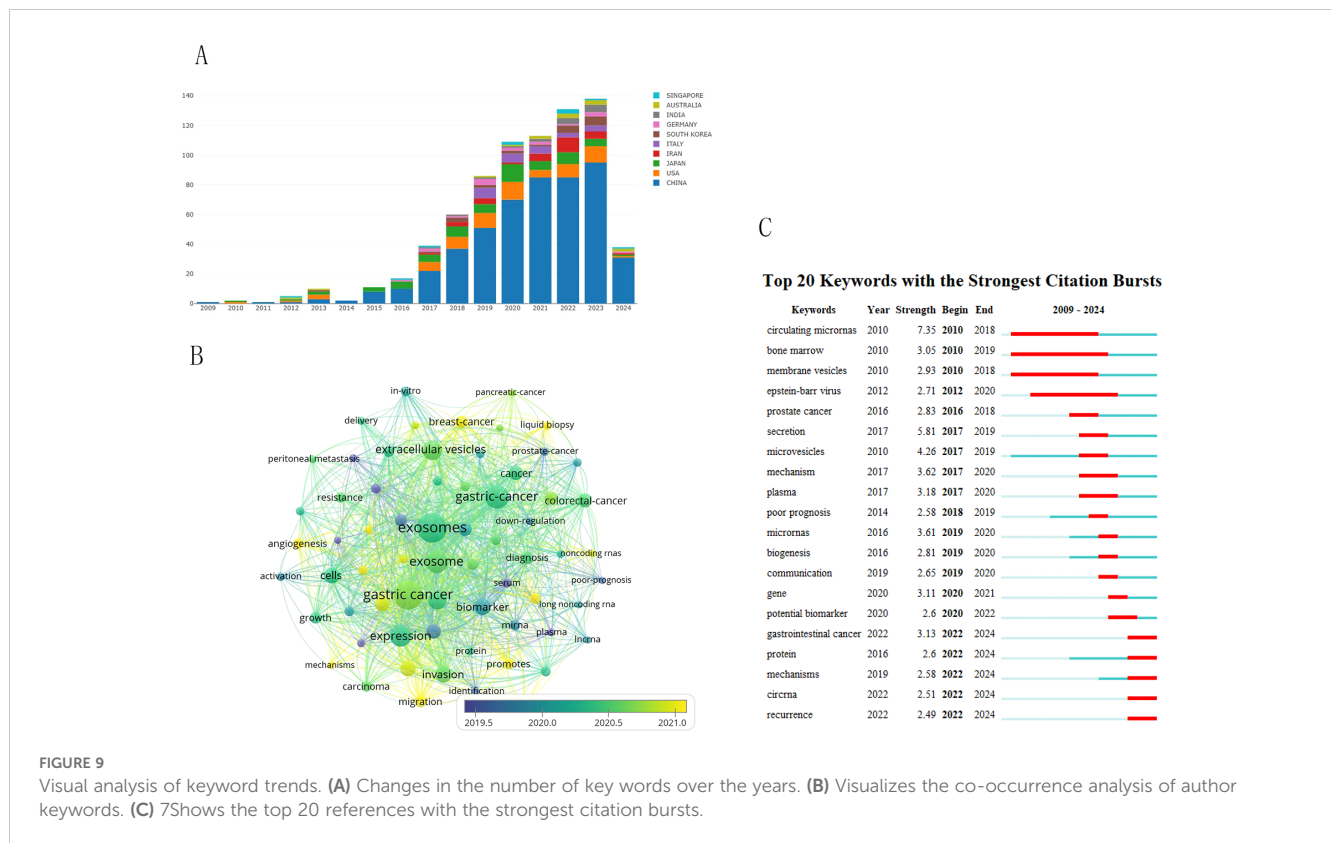 A
140
120
100
80
60
40
20
0
2009 2010 2011 2012 2013 2014 2015 2016 2017 2018 2019 2020 2021 2022 2023 2024
SINGAPORE
AUSTRALIA
INDIA
GERMANY
SOUTH KOREA
ITALY
IRAN
JAPAN
USA
CHINA
B
in-vitro
pancreatic-cancer
delivery
breast-cancer
liquid biopsy
extracellular vesicles
prostate-cancer
peritoneal metastasis
cancer
resistance
gastric-cancer
colorectal-cancer
exosomes
down-regulation
angiogenesis
noncoding rnas
exosome
diagnosis
activation
cells
serum
poor-prognosis
gastric cancer
biomarker
long noncoding rna
growth
mirna
plasma
expression
lncrna
protein
mechanisms
promotes
invasion
carcinoma
identification
migration
2019.5 2020.0 2020.5 2021.0
C
Top 20 Keywords with the Strongest Citation Bursts
Keywords Year Strength Begin End 2009 - 2024
circulating micrornas 2010 7.35 2010 2018
bone marrow 2010 3.05 2010 2019
membrane vesicles 2010 2.93 2010 2018
epstein-barr virus 2012 2.71 2012 2020
prostate cancer 2016 2.83 2016 2018
secretion 2017 5.81 2017 2019
microvesicles 2010 4.26 2017 2019
mechanism 2017 3.62 2017 2020
plasma 2017 3.18 2017 2020
poor prognosis 2014 2.58 2018 2019
micrornas 2016 3.61 2019 2020
biogenesis 2016 2.81 2019 2020
communication 2019 2.65 2019 2020
gene 2020 3.11 2020 2021
potential biomarker 2020 2.6 2020 2022
gastrointestinal cancer 2022 3.13 2022 2024
protein 2016 2.6 2022 2024
mechanisms 2019 2.58 2022 2024
circrna 2022 2.51 2022 2024
recurrence 2022 2.49 2022 2024
FIGURE 9
Visual analysis of keyword trends. (A) Changes in the number of key words over the years. (B) Visualizes the co-occurrence analysis of author
keywords. (C) 7Shows the top 20 references with the strongest citation bursts.